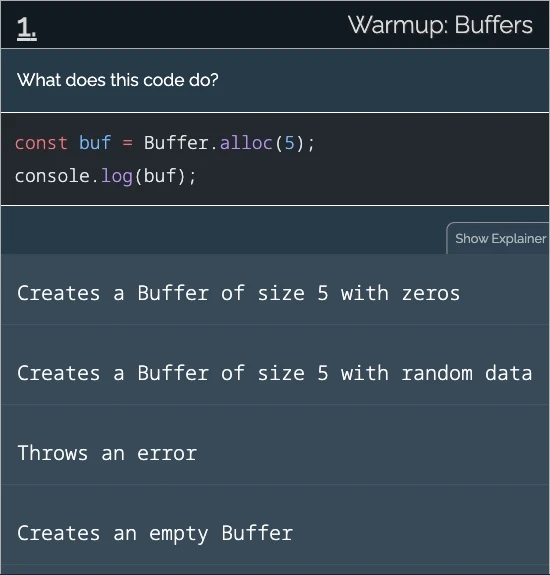 1.
Warmup: Buffers
What does this code do?
const buf = Buffer.alloc(5);
console.log(buf);
Show Explainer
Creates a Buffer of size 5 with zeros
Creates a Buffer of size 5 with random data
Throws an error
Creates an empty Buffer